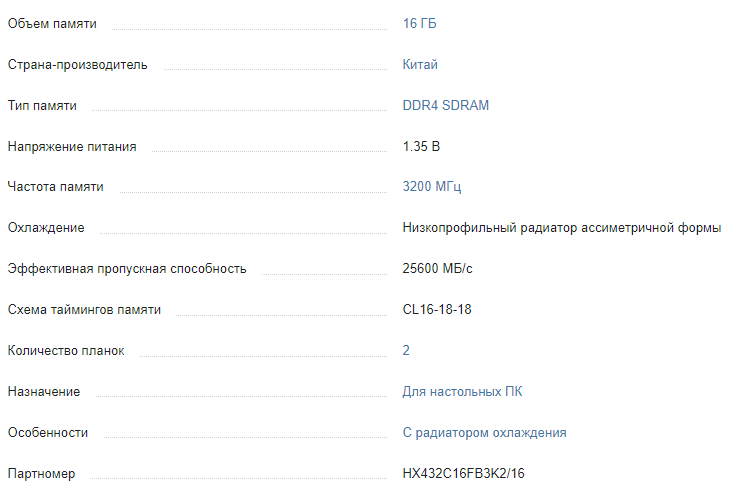 Объем памяти 16 ГБ
Страна-производитель Китай
Тип памяти DDR4 SDRAM
Напряжение питания 1.35 В
Частота памяти 3200 МГц
Охлаждение Низкопрофильный радиатор ассиметричной формы
Эффективная пропускная способность 25600 МБ/с
Схема таймингов памяти CL16-18-18
Количество планок 2
Назначение Для настольных ПК
Особенности С радиатором охлаждения
Партномер HX432C16FB3K2/16